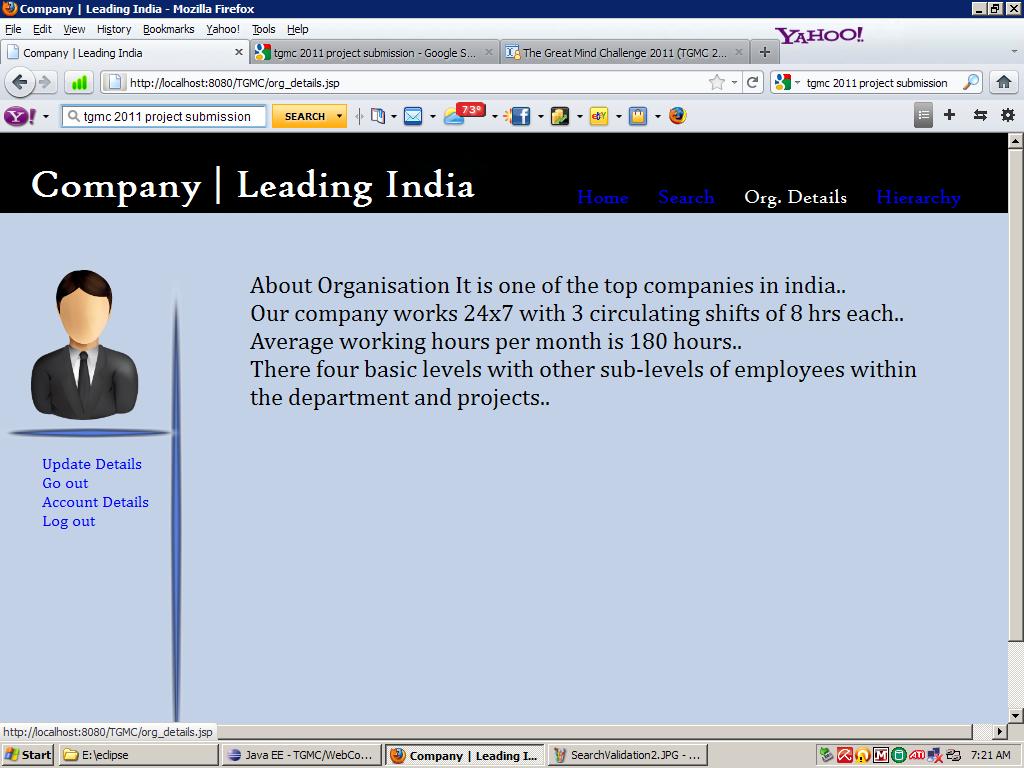 Company | Leading India - Mozilla Firefox
File Edit View History Bookmarks Yahoo! Tools Help
YAHOO!
Company | Leading India
tgmc 2011 project submission - Google S...
The Great Mind Challenge 2011 (TGMC 2...
http://localhost:8080/TGMC/org_details.jsp
tgmc 2011 project submission
Y!
tgmc 2011 project submission
SEARCH
73°
Company | Leading India
Home Search Org. Details Hierarchy
About Organisation It is one of the top companies in india..
Our company works 24x7 with 3 circulating shifts of 8 hrs each..
Average working hours per month is 180 hours..
There four basic levels with other sub-levels of employees within
the department and projects..
Update Details
Go out
Account Details
Log out
http://localhost:8080/TGMC/org_details.jsp
Start
E:\eclipse
Java EE - TGMC/WebCo...
Company | Leading I...
SearchValidation2.JPG - ...
7:21 AM